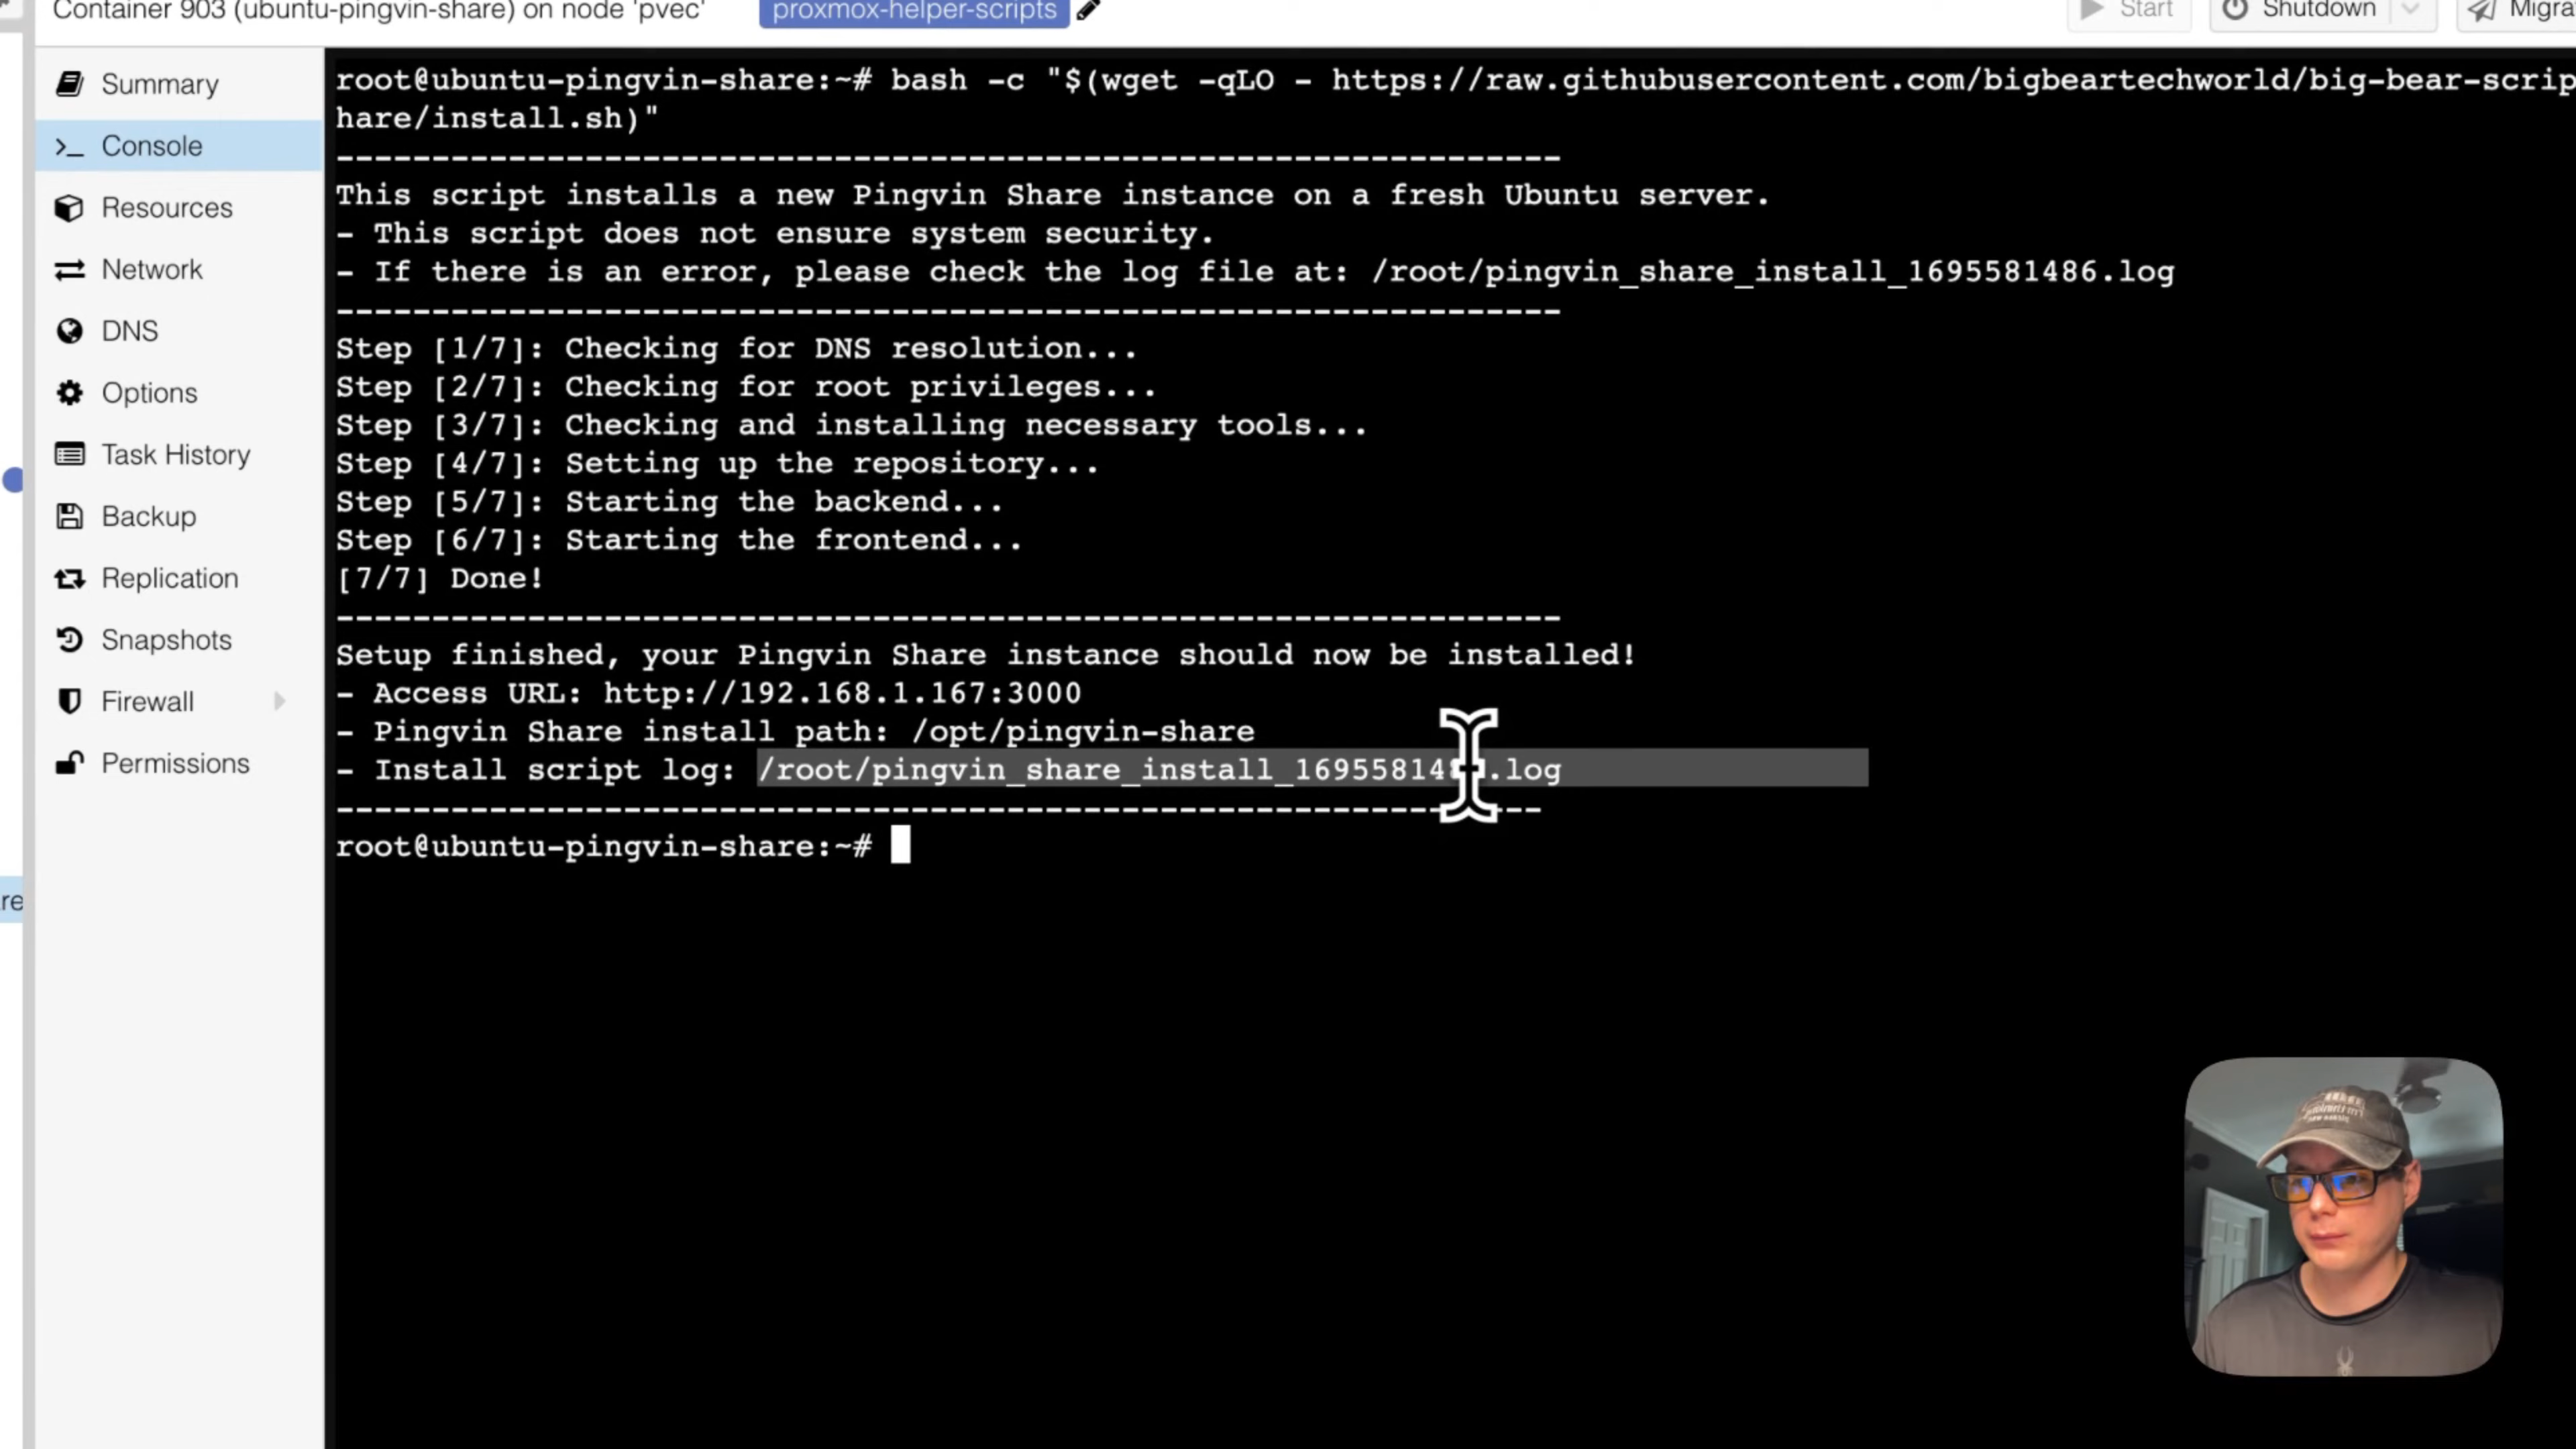 Container 903 (ubuntu-pingvin-share) on node 'pvec'
proxmox-helper-scripts
Start
Shutdown
Summary
Console
Resources
Network
DNS
Options
Task History
Backup
Replication
Snapshots
Firewall
Permissions
root@ubuntu-pingvin-share:~# bash -c "$(wget -qLO - https://raw.githubusercontent.com/bigbeartechworld/big-bear-scrip
hare/install.sh)"
----------------------------------------------------------------
This script installs a new Pingvin Share instance on a fresh Ubuntu server.
- This script does not ensure system security.
- If there is an error, please check the log file at: /root/pingvin_share_install_1695581486.log
----------------------------------------------------------------
Step [1/7]: Checking for DNS resolution...
Step [2/7]: Checking for root privileges...
Step [3/7]: Checking and installing necessary tools...
Step [4/7]: Setting up the repository...
Step [5/7]: Starting the backend...
Step [6/7]: Starting the frontend...
[7/7] Done!
----------------------------------------------------------------
Setup finished, your Pingvin Share instance should now be installed!
- Access URL: http://192.168.1.167:3000
- Pingvin Share install path: /opt/pingvin-share
- Install script log:
----------------------------------------------------------------
root@ubuntu-pingvin-share:~#